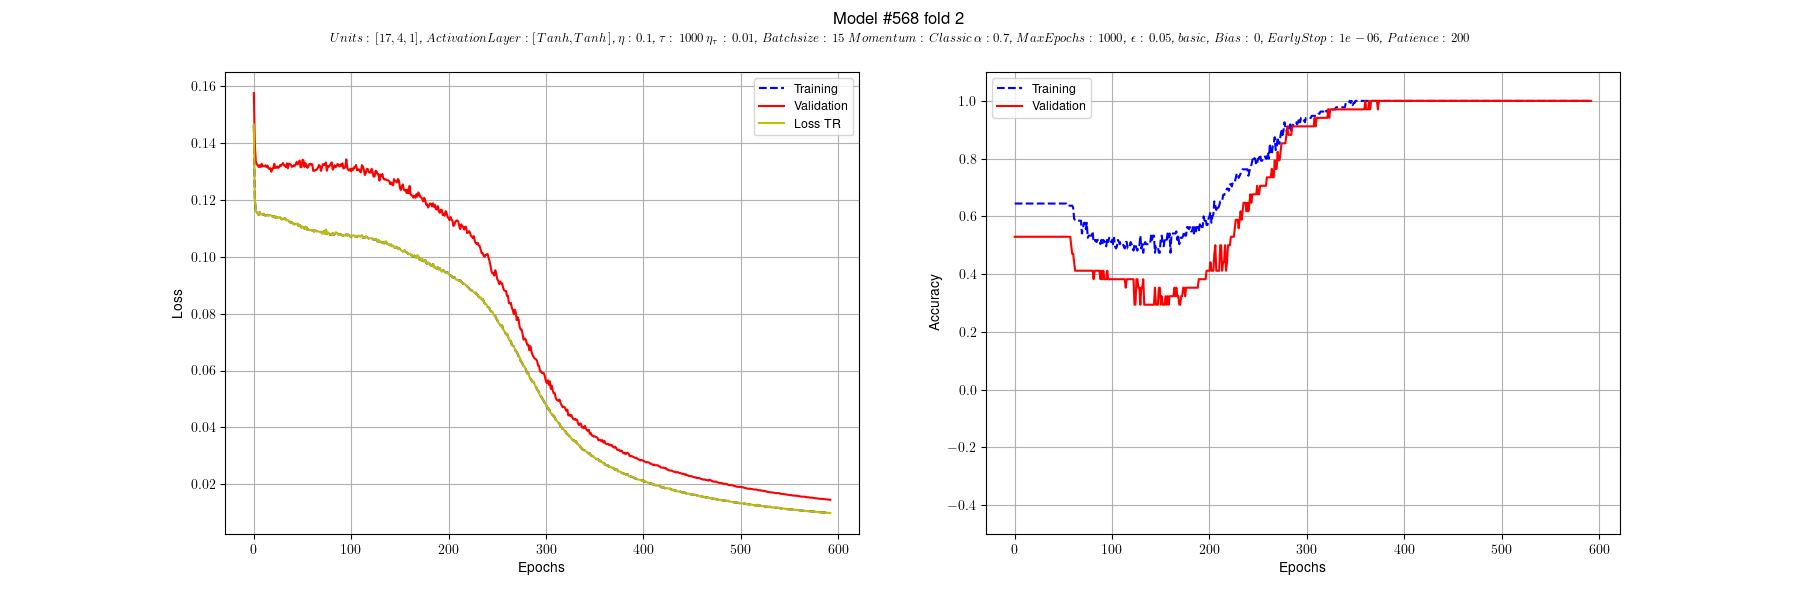 Model #568 fold 2
Units : [17, 4, 1], ActivationLayer : [Tanh, Tanh], η : 0.1, τ : 1000 η_τ : 0.01, Batchsize : 15 Momentum : Classic α : 0.7, MaxEpochs : 1000, ϵ : 0.05, basic, Bias : 0, EarlyStop : 1e − 06, Patience : 200
Training
Validation
Loss TR
0.16
0.14
0.12
0.10
0.08
0.06
0.04
0.02
Loss
0 100 200 300 400 500 600
Epochs
Training
Validation
1.0
0.8
0.6
0.4
0.2
0.0
−0.2
−0.4
Accuracy
0 100 200 300 400 500 600
Epochs